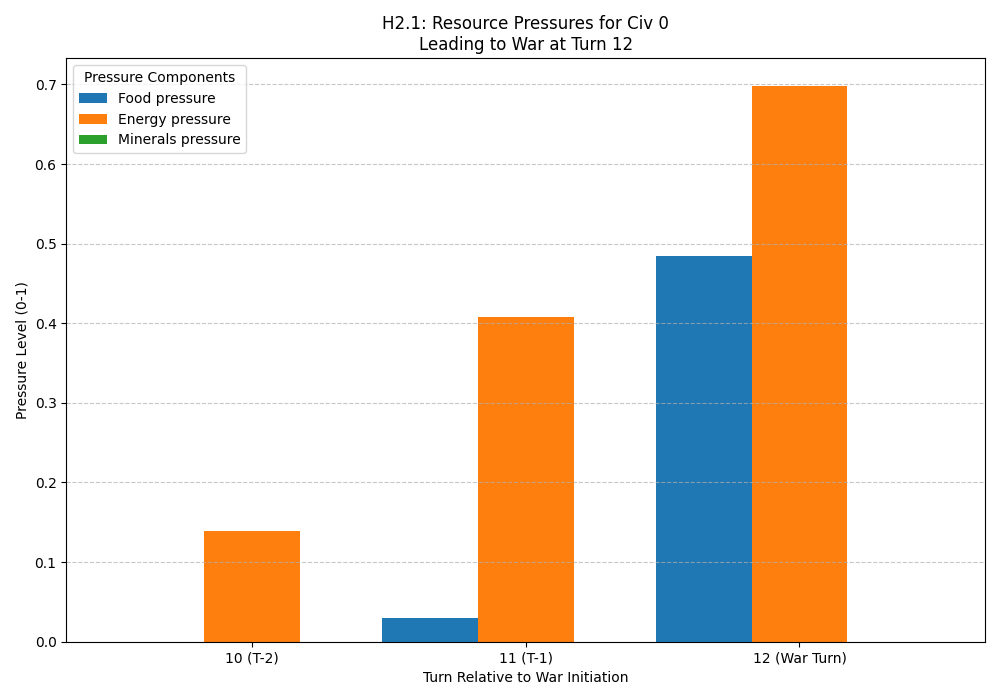 H2.1: Resource Pressures for Civ 0
Leading to War at Turn 12
Pressure Components
Food pressure
Energy pressure
Minerals pressure
Pressure Level (0-1)
0.7
0.6
0.5
0.4
0.3
0.2
0.1
0.0
10 (T-2)
11 (T-1)
12 (War Turn)
Turn Relative to War Initiation